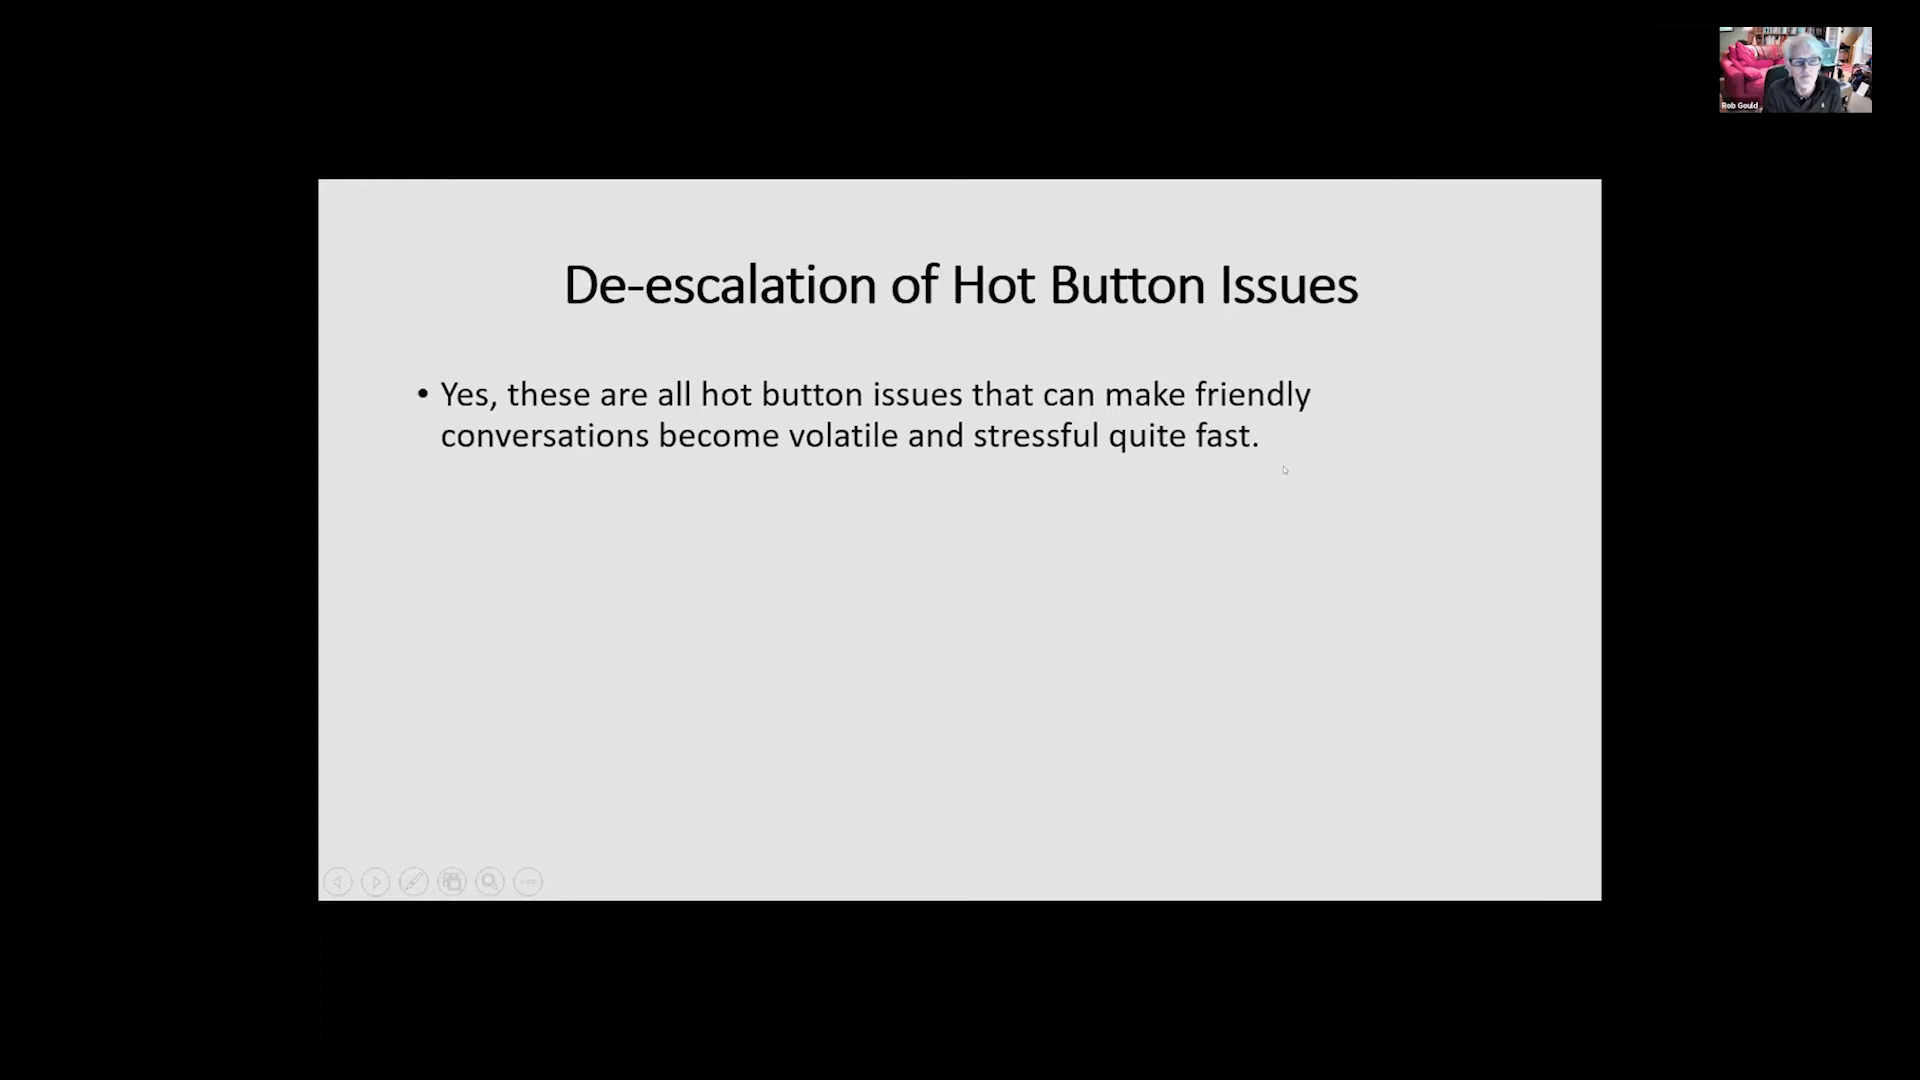 Rob Gould
De-escalation of Hot Button Issues
• Yes, these are all hot button issues that can make friendly
conversations become volatile and stressful quite fast.